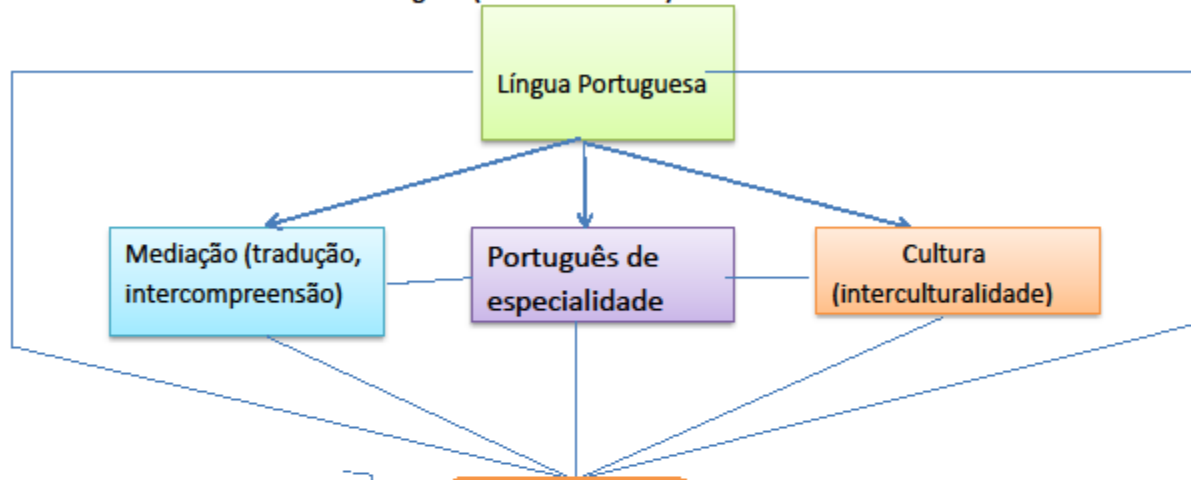 Língua Portuguesa
Mediação (tradução,
intercompreensão)
Português de
especialidade
Cultura
(interculturalidade)